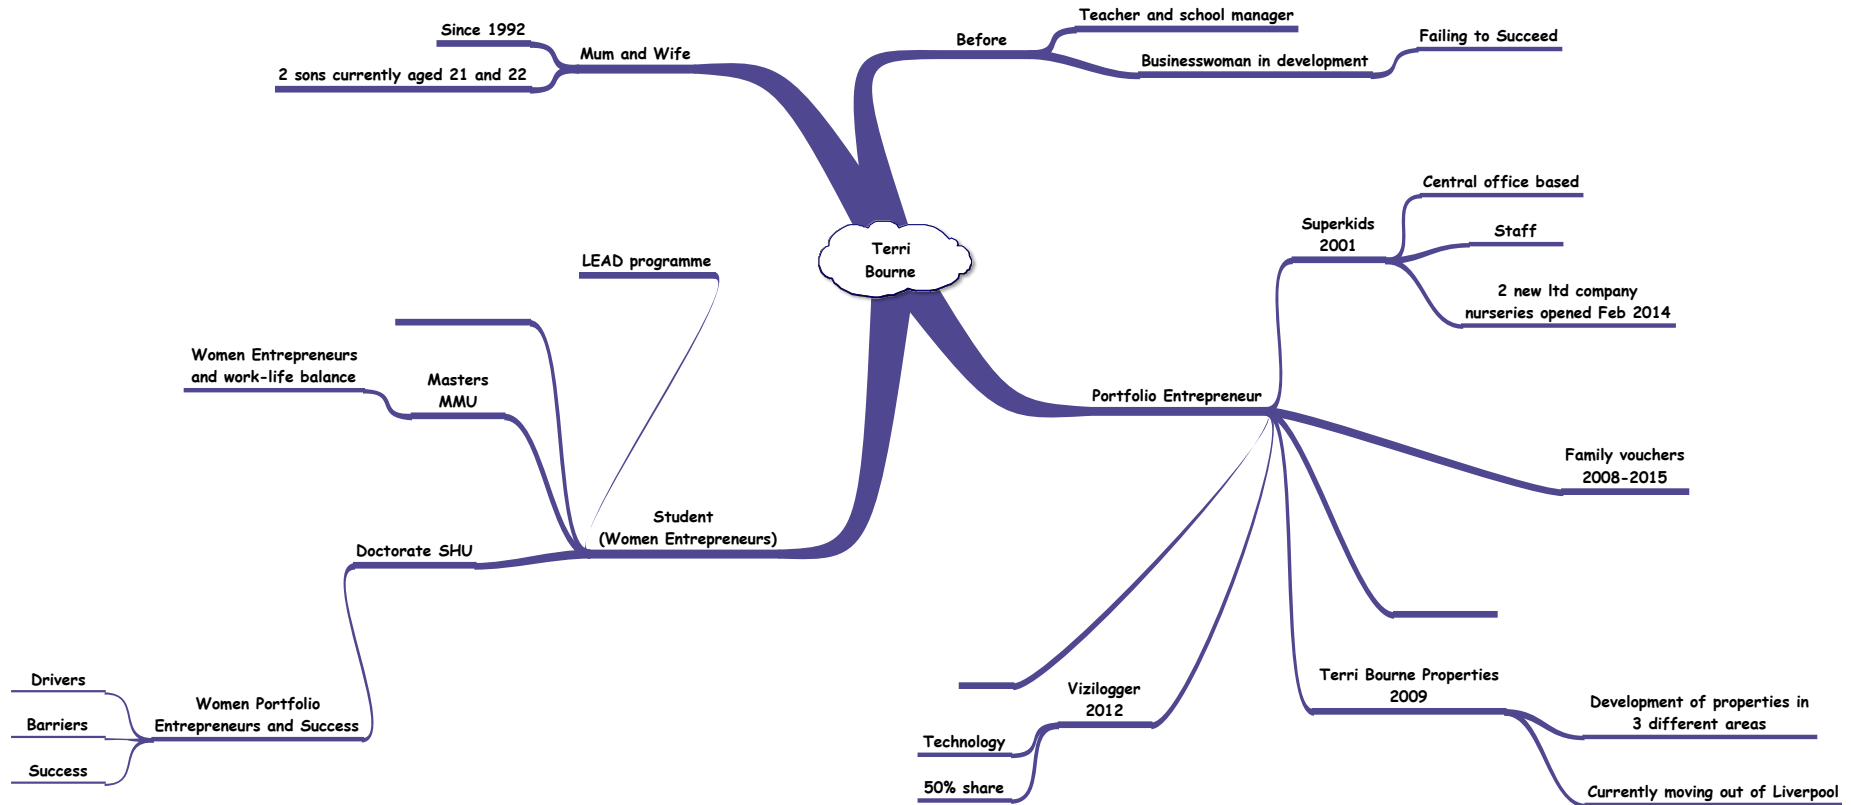 Terri
Bourne
Mum and Wife
Since 1992
2 sons currently aged 21 and 22
Before
Teacher and school manager
Businesswoman in development
Failing to Succeed
Portfolio Entrepreneur
Superkids
2001
Central office based
Staff
2 new ltd company
nurseries opened Feb 2014
Family vouchers
2008-2015
Terri Bourne Properties
2009
Development of properties in
3 different areas
Currently moving out of Liverpool
Vizilogger
2012
Technology
50% share
Student
(Women Entrepreneurs)
LEAD programme
Masters
MMU
Women Entrepreneurs
and work-life balance
Doctorate SHU
Women Portfolio
Entrepreneurs and Success
Drivers
Barriers
Success